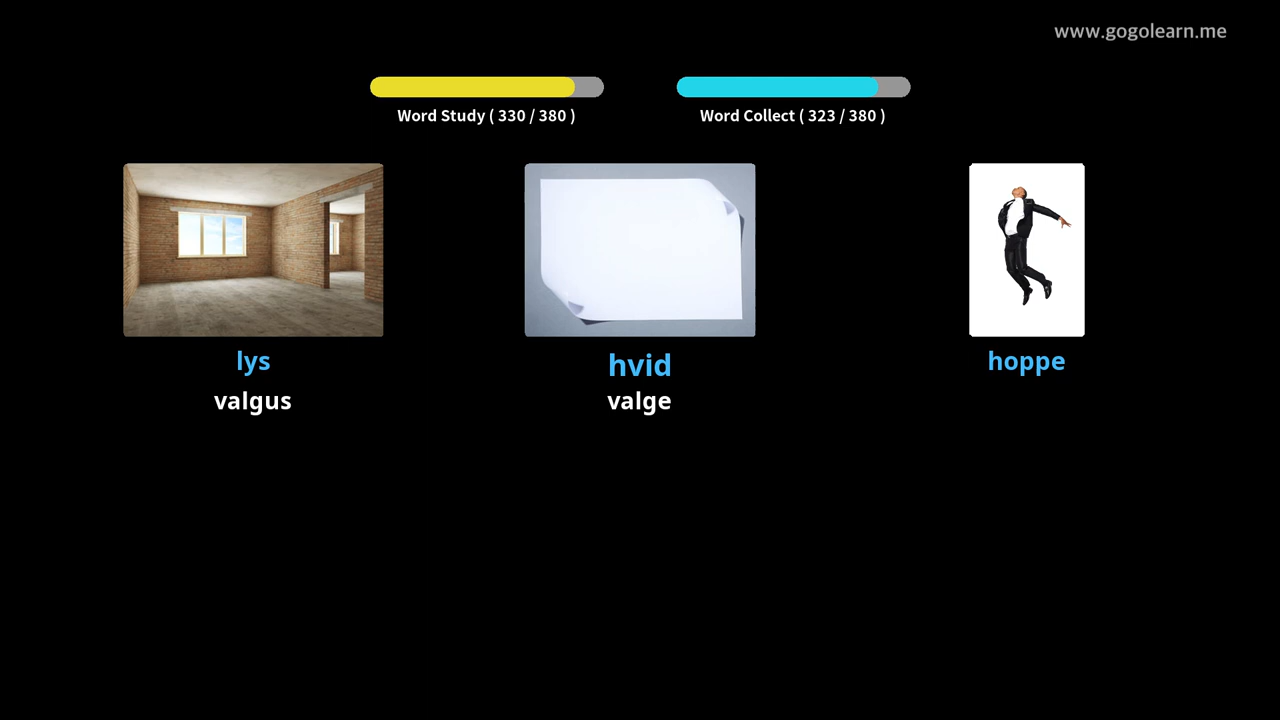 www.gogolearn.me
Word Study ( 330 / 380 )
Word Collect ( 323 / 380 )
lys
valgus
hvid
valge
hoppe